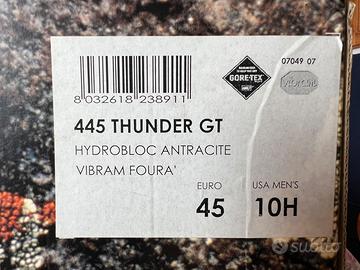 07049 07
GORE-TEX
8 032618 238911
445 THUNDER GT
HYDROBLOC ANTRACITE
VIBRAM FOURA'
EURO
USA MEN'S
45
10H
subito